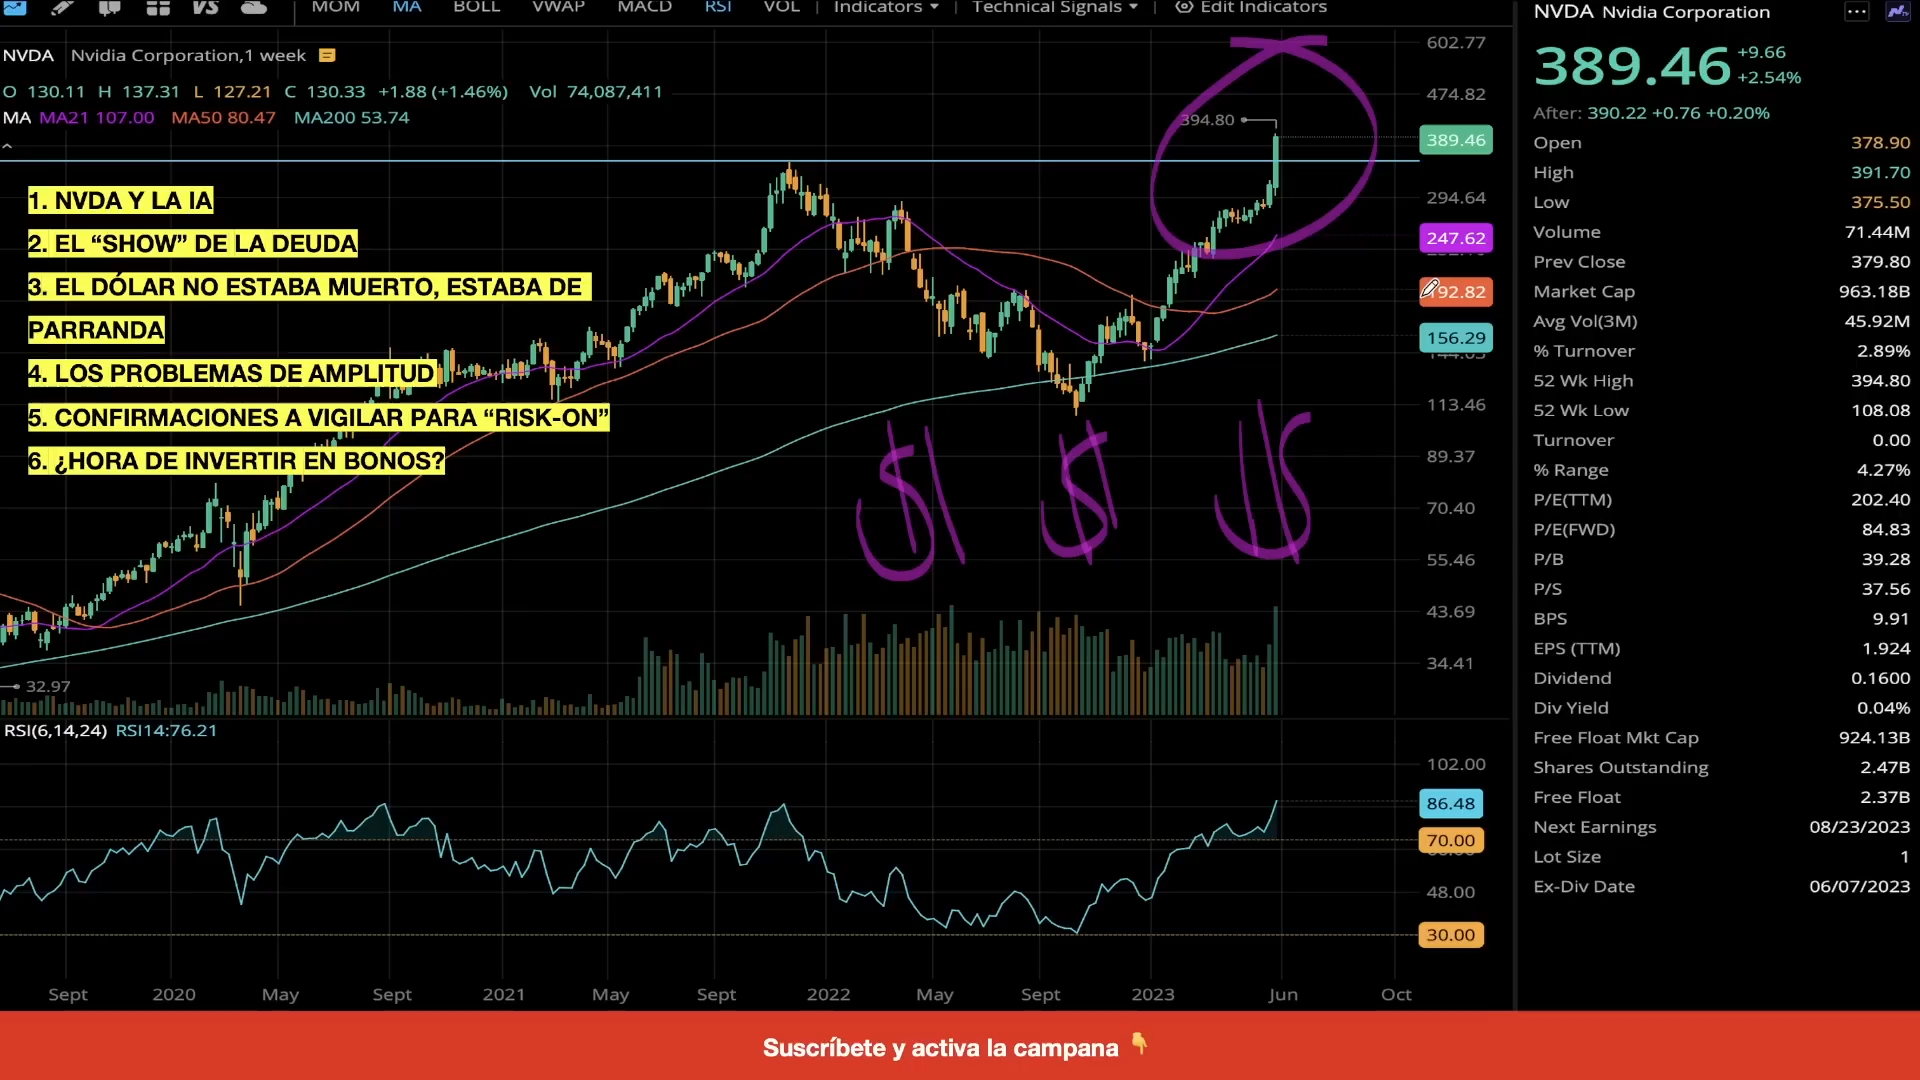 VS
MOM MA BOLL VWAP MACD RSI VOL Indicators Technical Signals Edit Indicators
NVDA Nvidia Corporation,1 week
O 130.11 H 137.31 L 127.21 C 130.33 +1.88 (+1.46%) Vol 74,087,411
MA MA21 107.00 MA50 80.47 MA200 53.74
1. NVDA Y LA IA
2. EL “SHOW” DE LA DEUDA
3. EL DÓLAR NO ESTABA MUERTO, ESTABA DE
PARRANDA
4. LOS PROBLEMAS DE AMPLITUD
5. CONFIRMACIONES A VIGILAR PARA “RISK-ON”
6. ¿HORA DE INVERTIR EN BONOS?
394.80
$ $ $
32.97
602.77
474.82
389.46
294.64
247.62
92.82
156.29
113.46
89.37
70.40
55.46
43.69
34.41
RSI(6,14,24) RSI14:76.21
102.00
86.48
70.00
48.00
30.00
Sept 2020 May Sept 2021 May Sept 2022 May Sept 2023 Jun Oct
NVDA Nvidia Corporation
389.46 +9.66
+2.54%
After: 390.22 +0.76 +0.20%
Open 378.90
High 391.70
Low 375.50
Volume 71.44M
Prev Close 379.80
Market Cap 963.18B
Avg Vol(3M) 45.92M
% Turnover 2.89%
52 Wk High 394.80
52 Wk Low 108.08
Turnover 0.00
% Range 4.27%
P/E(TTM) 202.40
P/E(FWD) 84.83
P/B 39.28
P/S 37.56
BPS 9.91
EPS (TTM) 1.924
Dividend 0.1600
Div Yield 0.04%
Free Float Mkt Cap 924.13B
Shares Outstanding 2.47B
Free Float 2.37B
Next Earnings 08/23/2023
Lot Size 1
Ex-Div Date 06/07/2023
Suscríbete y activa la campana